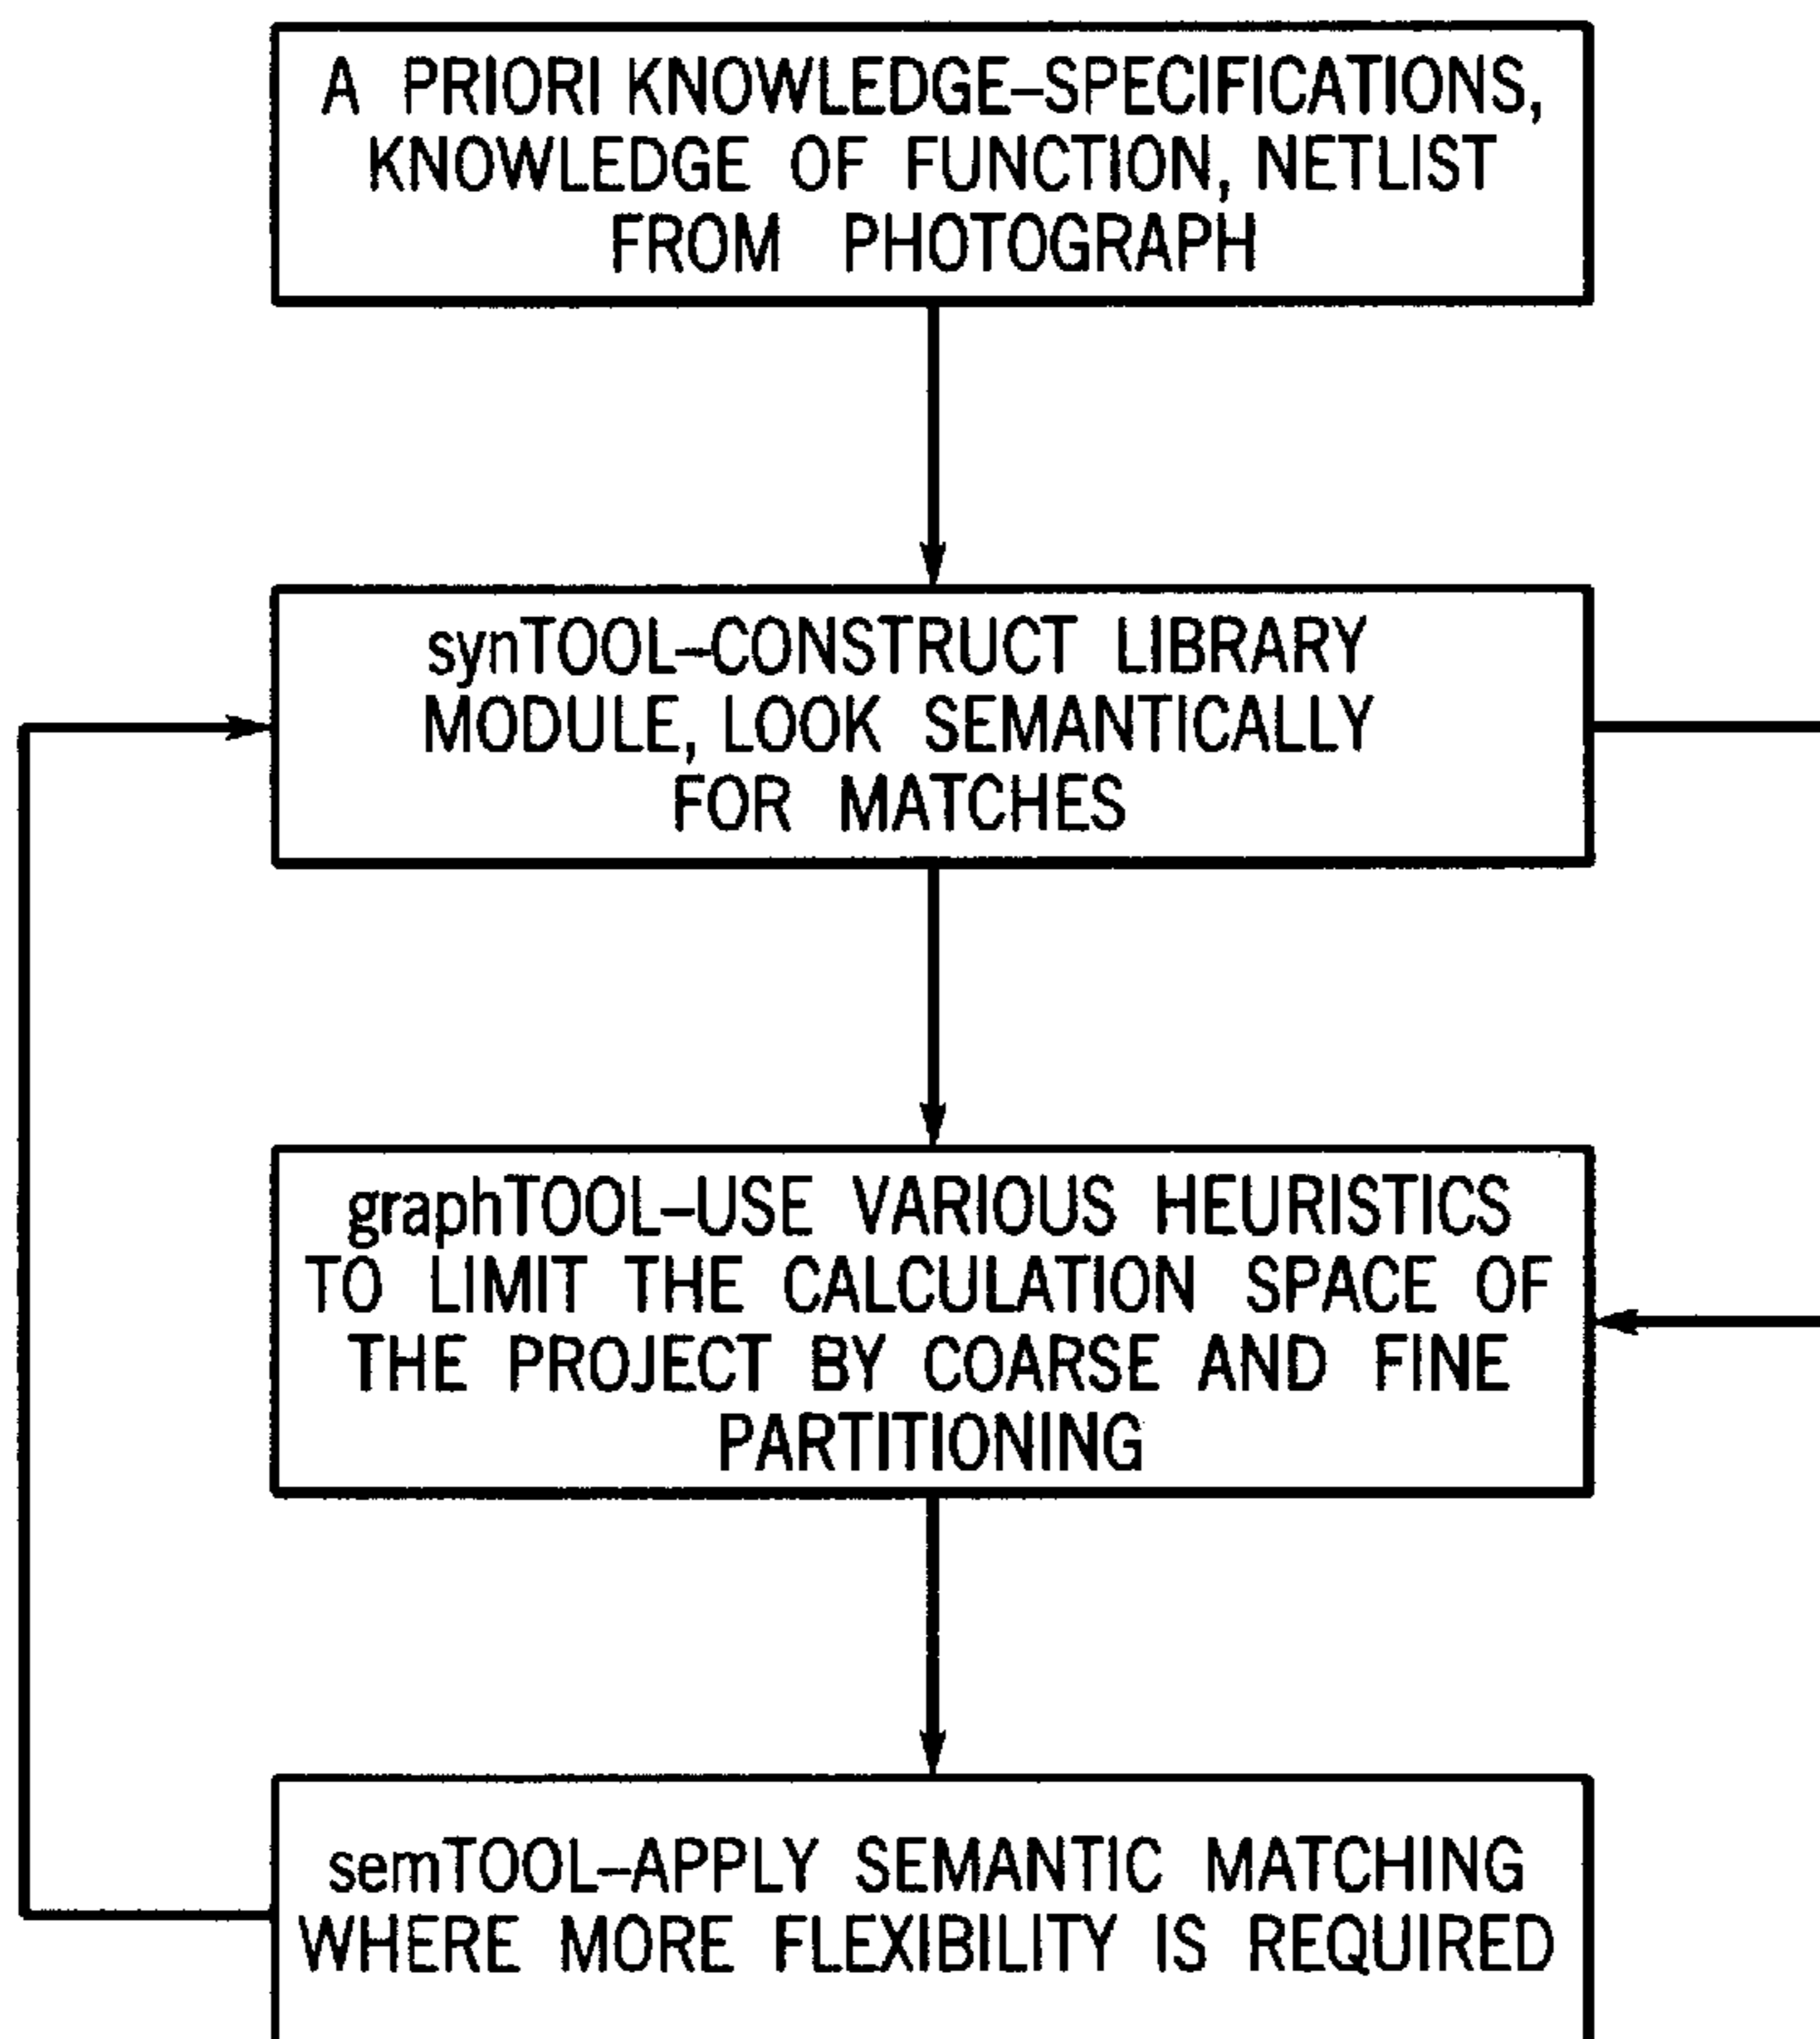 A PRIORI KNOWLEDGE–SPECIFICATIONS,
KNOWLEDGE OF FUNCTION, NETLIST
FROM PHOTOGRAPH
synTOOL–CONSTRUCT LIBRARY
MODULE, LOOK SEMANTICALLY
FOR MATCHES
graphTOOL–USE VARIOUS HEURISTICS
TO LIMIT THE CALCULATION SPACE OF
THE PROJECT BY COARSE AND FINE
PARTITIONING
semTOOL–APPLY SEMANTIC MATCHING
WHERE MORE FLEXIBILITY IS REQUIRED